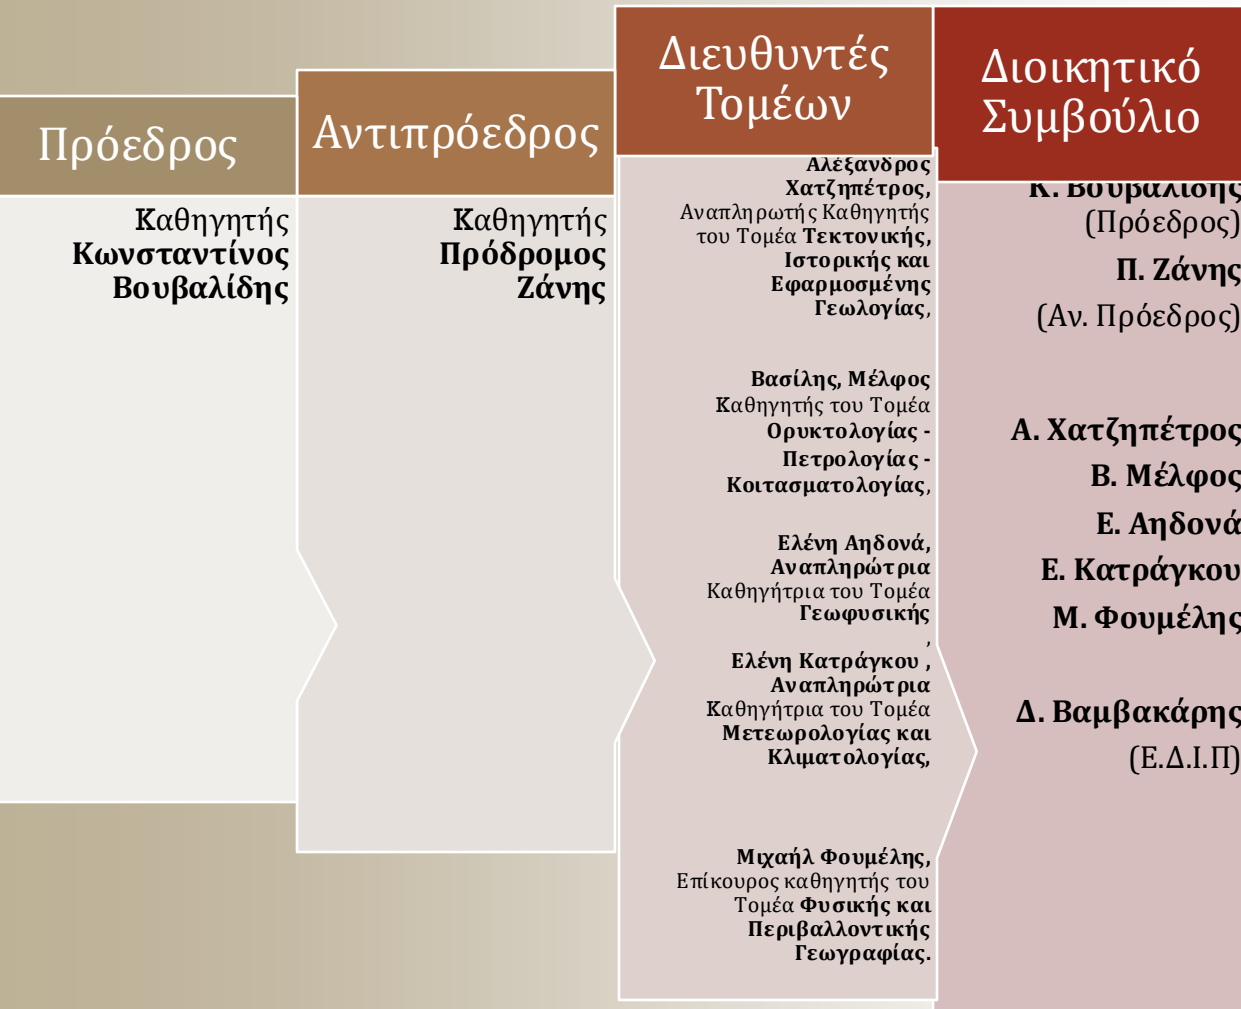 Πρόεδρος
Καθηγητής
Κωνσταντίνος
Βουβαλίδης
Αντιπρόεδρος
Καθηγητής
Πρόδρομος
Ζάνης
Διευθυντές
Τομέων
Αλέξανδρος
Χατζηπέτρος,
Αναπληρωτής Καθηγητής
του Τομέα Τεκτονικής,
Ιστορικής και
Εφαρμοσμένης
Γεωλογίας,
Βασίλης, Μέλφος
Καθηγητής του Τομέα
Ορυκτολογίας -
Πετρολογίας -
Κοιτασματολογίας,
Ελένη Αηδονά,
Αναπληρώτρια
Καθηγήτρια του Τομέα
Γεωφυσικής
,
Ελένη Κατράγκου ,
Αναπληρώτρια
Καθηγήτρια του Τομέα
Μετεωρολογίας και
Κλιματολογίας,
Μιχαήλ Φουμέλης,
Επίκουρος καθηγητής του
Τομέα Φυσικής και
Περιβαλλοντικής
Γεωγραφίας.
Διοικητικό
Συμβούλιο
Κ. Βουβαλίδης
(Πρόεδρος)
Π. Ζάνης
(Αν. Πρόεδρος)
Α. Χατζηπέτρος
Β. Μέλφος
Ε. Αηδονά
Ε. Κατράγκου
Μ. Φουμέλης
Δ. Βαμβακάρης
(Ε.Δ.Ι.Π)